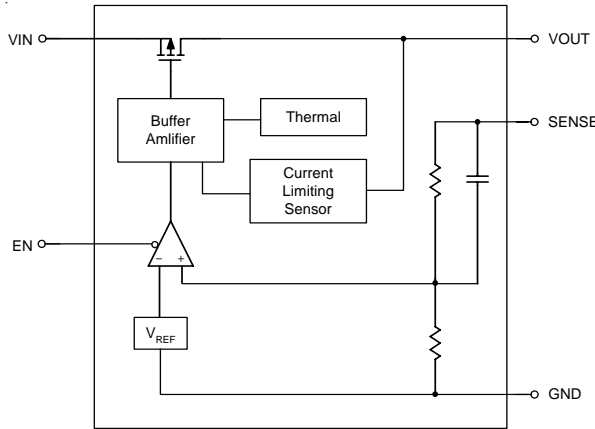 VIN
VOUT
Buffer
Amlifier
Thermal
SENSE
Current
Limiting
Sensor
EN
− +
VREF
GND